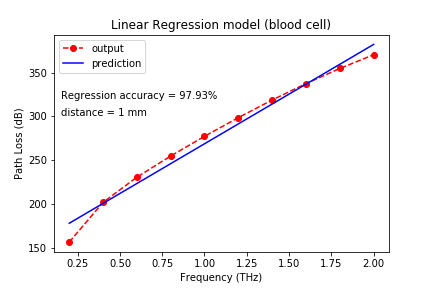 Linear Regression model (blood cell)
output
prediction
Regression accuracy = 97.93%
distance = 1 mm
Path Loss (dB)
350
300
250
200
150
0.25 0.50 0.75 1.00 1.25 1.50 1.75 2.00
Frequency (THz)